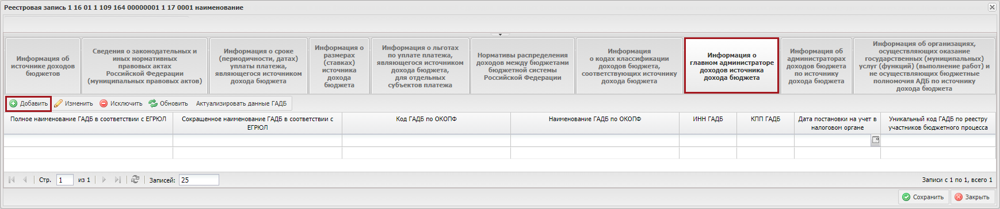 Реестровая запись 1 16 01 1 109 164 00000001 1 17 0001 наименование
Информация об
источнике доходов
бюджетов
Сведения о законодательных и
иных нормативных
правовых актах
Российской Федерации
(муниципальных правовых актов)
Информация о сроке
(периодичности, датах)
уплаты платежа,
являющегося источником
дохода бюджета
Информация о
размерах
(ставках)
источника
дохода
бюджета
Информация о льготах
по уплате платежа,
являющегося источником
дохода бюджета,
для отдельных
субъектов платежа
Нормативы распределения
доходов между бюджетами
бюджетной системы
Российской Федерации
Информация
о кодах классификации
доходов бюджета,
соответствующих источнику
дохода бюджета
Информация о
главном администраторе
доходов источника
дохода бюджета
Информация об
администраторах
доходов бюджета
по источнику
дохода бюджета
Информация об организациях,
осуществляющих оказание
государственных (муниципальных)
услуг (функций) (выполнение работ) и
не осуществляющих бюджетные
полномочия АДБ по источнику
дохода бюджета
Добавить Изменить Исключить Обновить Актуализировать данные ГАДБ
Полное наименование ГАДБ в соответствии с ЕГРЮЛ
Сокращенное наименование ГАДБ в соответствии с
ЕГРЮЛ
Код ГАДБ по ОКОПФ
Наименование ГАДБ по ОКОПФ
ИНН ГАДБ
КПП ГАДБ
Дата постановки на учет в
налоговом органе
Уникальный код ГАДБ по реестру
участников бюджетного процесса
Стр. 1 из 1 Записей: 25 Записи с 1 по 1, всего 1
Сохранить Закрыть